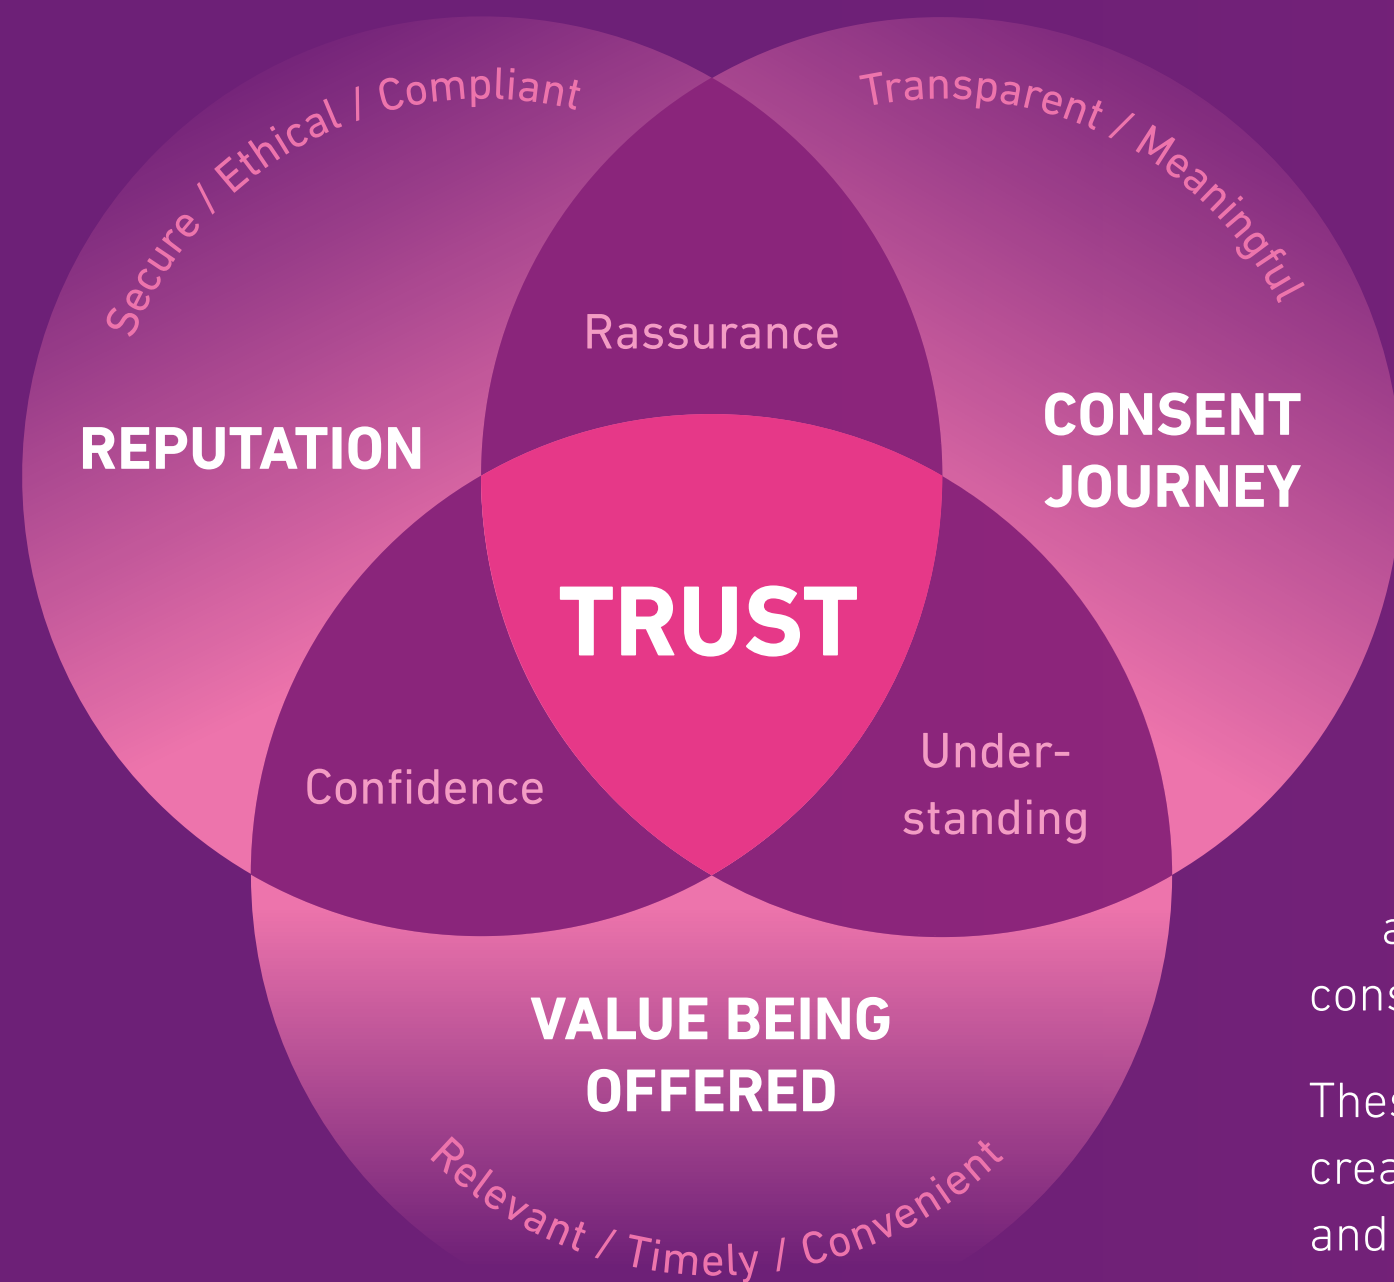 Secure / Ethical / Compliant
Transparent / Meaningful
Rassurance
REPUTATION
CONSENT
JOURNEY
TRUST
Confidence
Under-
standing
VALUE BEING
OFFERED
Relevant / Timely / Convenient
and